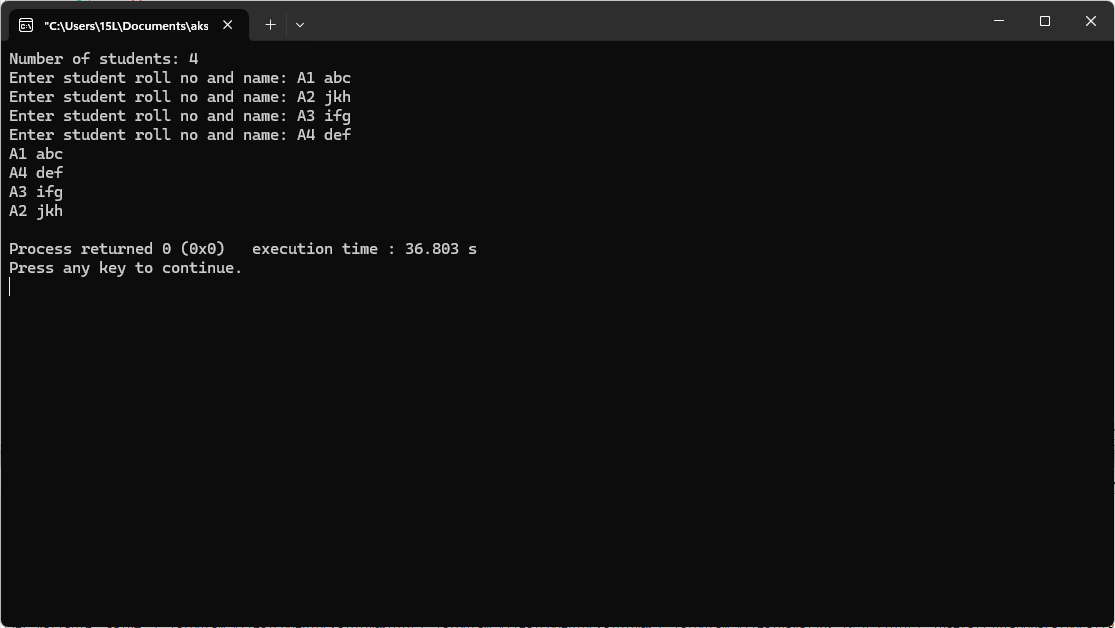 "C:\Users\15L\Documents\aks
Number of students: 4
Enter student roll no and name: A1 abc
Enter student roll no and name: A2 jkh
Enter student roll no and name: A3 ifg
Enter student roll no and name: A4 def
A1 abc
A4 def
A3 ifg
A2 jkh
Process returned 0 (0x0)   execution time : 36.803 s
Press any key to continue.